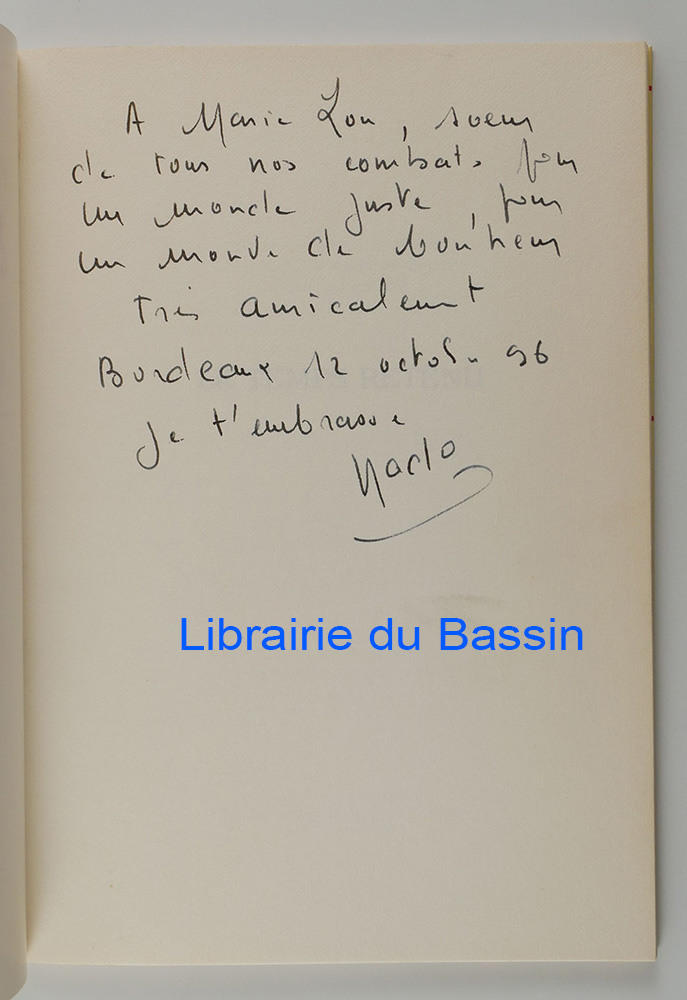 A Marie Lou, soeur
de tous nos combats pour
un monde juste, pour
un monde de bonheur
Très amicalement
Bordeaux 12 octobre 96
Je t'embrasse
Librairie du Bassin